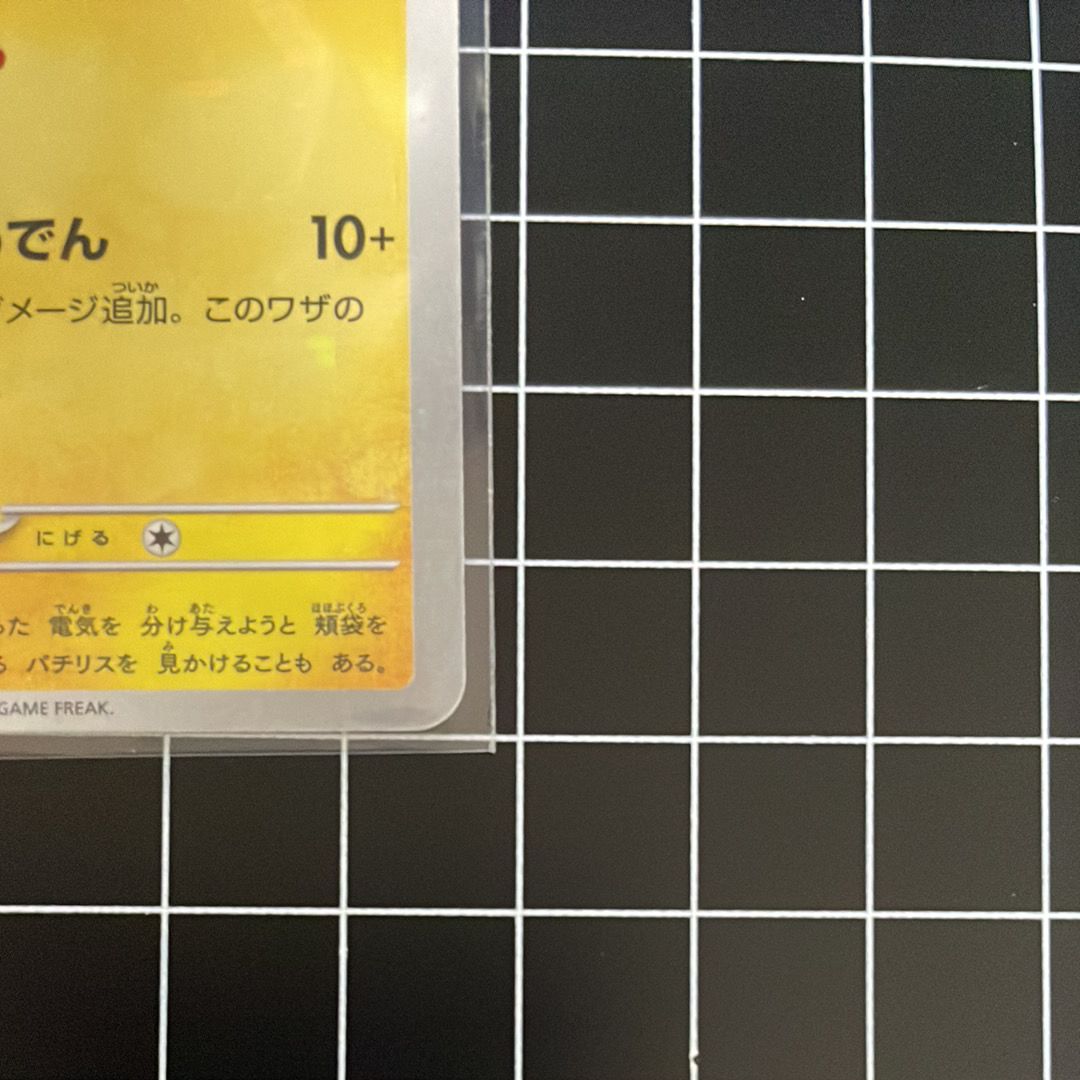 でん 10+
メージ追加。このワザの
にげる
た 電気を 分け与えようと 頬袋を
パチリスを 見かけることも ある。
GAME FREAK.